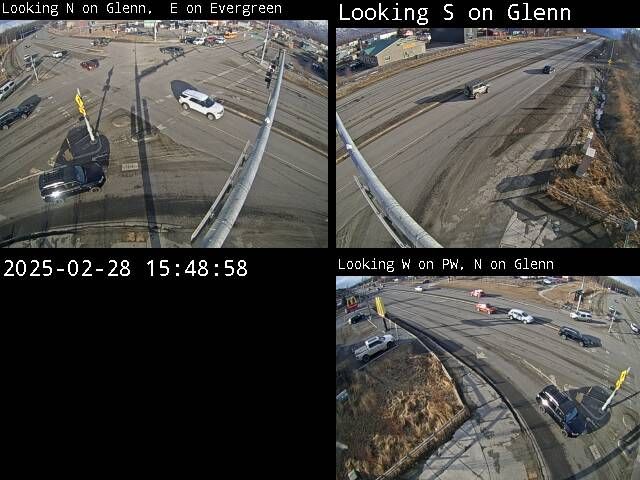 Looking N on Glenn,  E on Evergreen
Looking S on Glenn
2025-02-28 15:48:58
Looking W on PW, N on Glenn